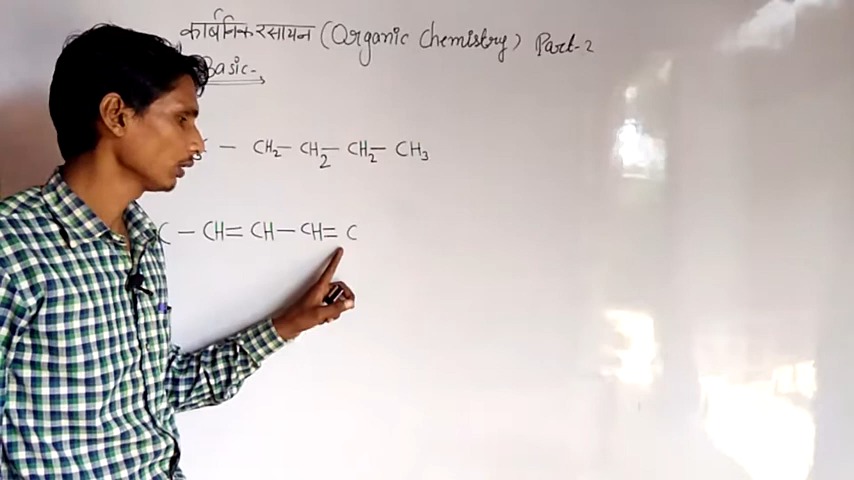 कार्बनिक रसायन (Organic Chemistry) Part-2
Basic-
- CH₂- CH₂- CH₂- CH₃
C - CH= CH - CH= C